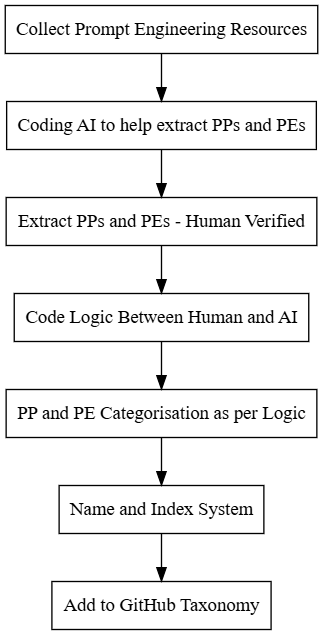 Collect Prompt Engineering Resources
Coding AI to help extract PPs and PEs
Extract PPs and PEs - Human Verified
Code Logic Between Human and AI
PP and PE Categorisation as per Logic
Name and Index System
Add to GitHub Taxonomy